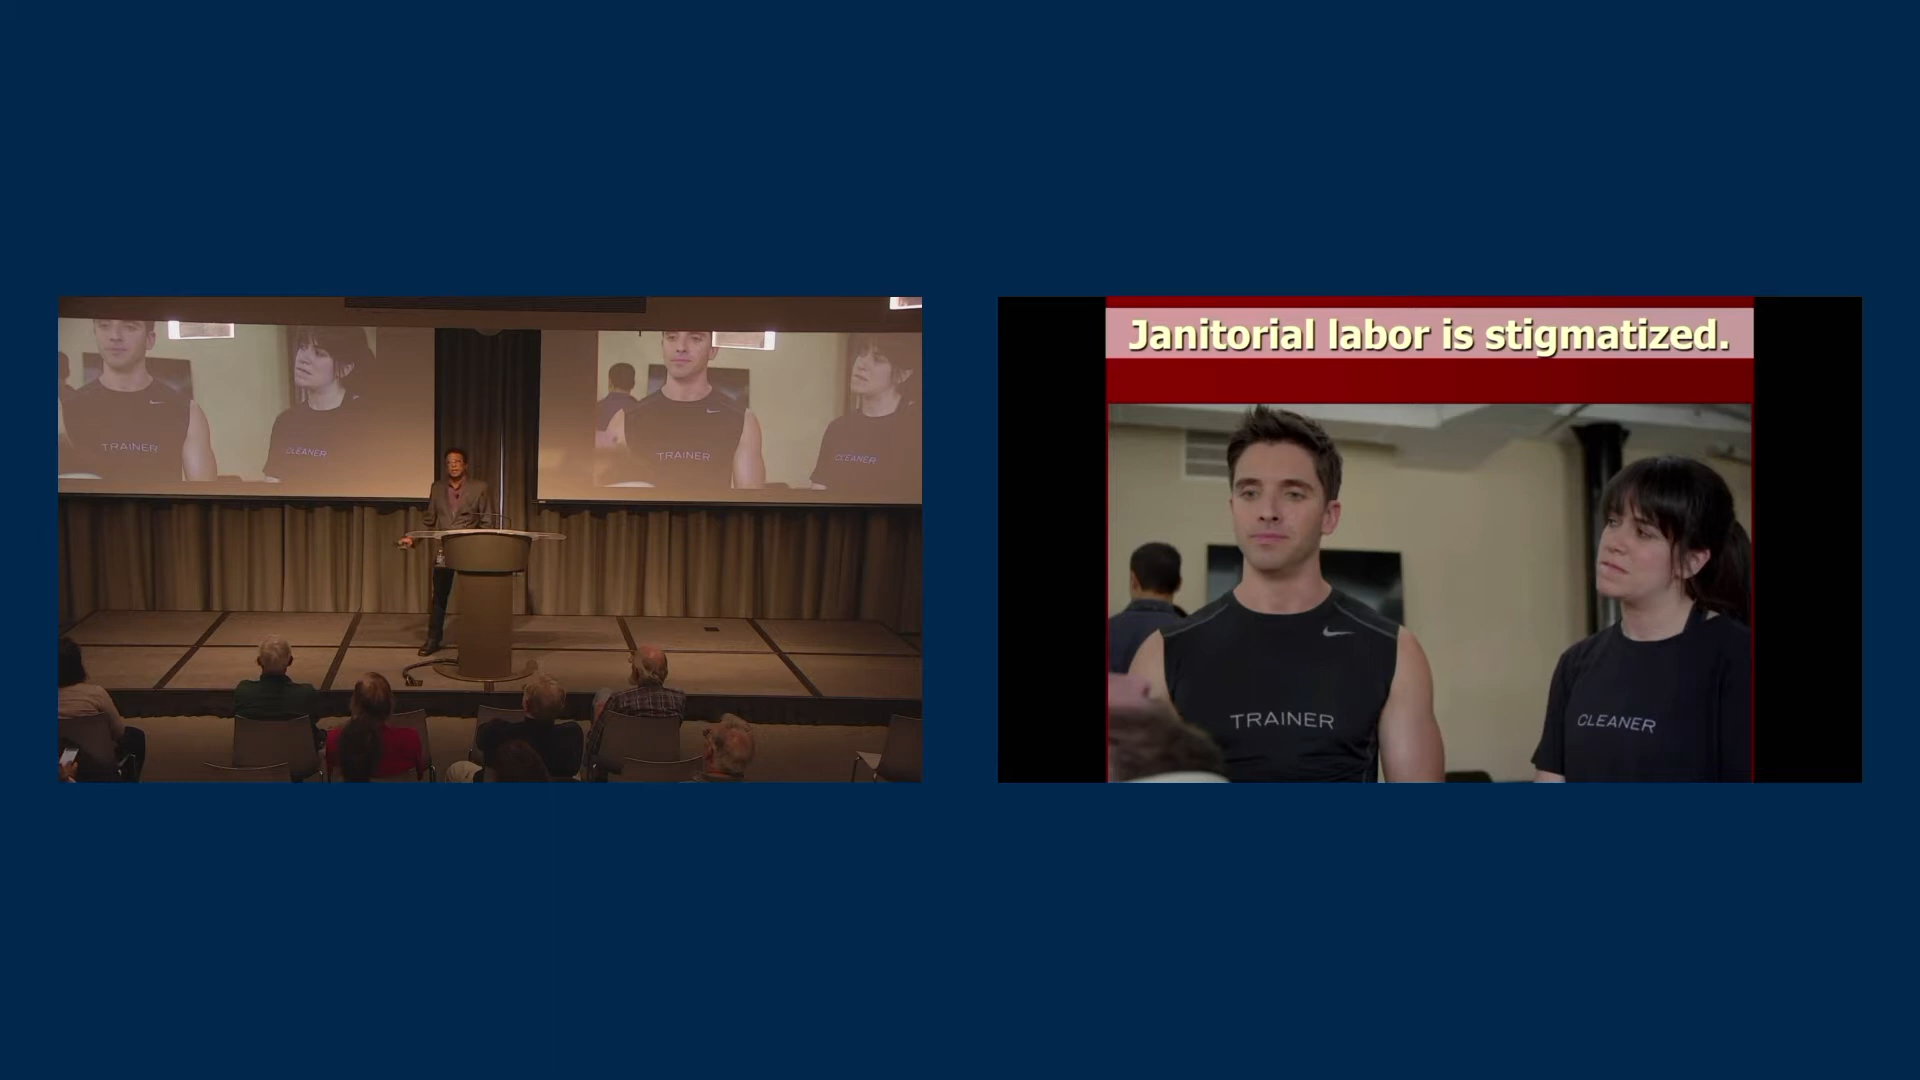 TRAINER
CLEANER
TRAINER
CLEANER
Janitorial labor is stigmatized.
TRAINER
CLEANER